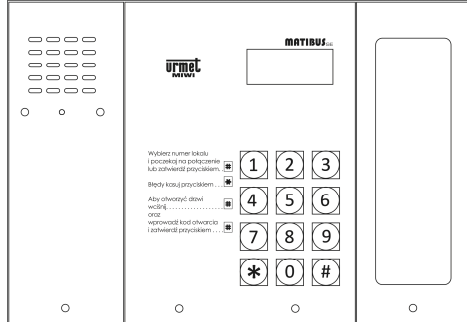 MATIBUS SE
urmet
MIWI
Wybierz numer lokalu
i poczekaj na połączenie
lub zatwierdź przyciskiem. . #
Błędy kasuj przyciskiem . . . *
Aby otworzyć drzwi
wciśnij. . . . . . . . . . . . . . . . . . #
oraz
wprowadź kod otwarcia
i zatwierdź przyciskiem . . . . #
1 2 3
4 5 6
7 8 9
* 0 #